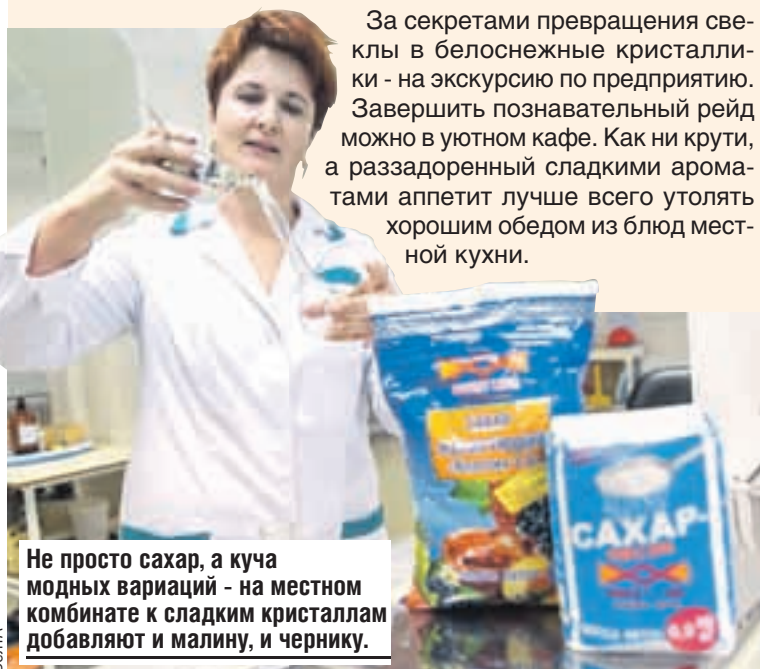 За секретами превращения све-
клы в белоснежные кристалли-
ки - на экскурсию по предприятию.
Завершить познавательный рейд
можно в уютном кафе. Как ни крути,
а раззадоренный сладкими арома-
тами аппетит лучше всего утолять
хорошим обедом из блюд мест-
ной кухни.
САХАР
Не просто сахар, а куча
модных вариаций - на местном
комбинате к сладким кристаллам
добавляют и малину, и чернику.